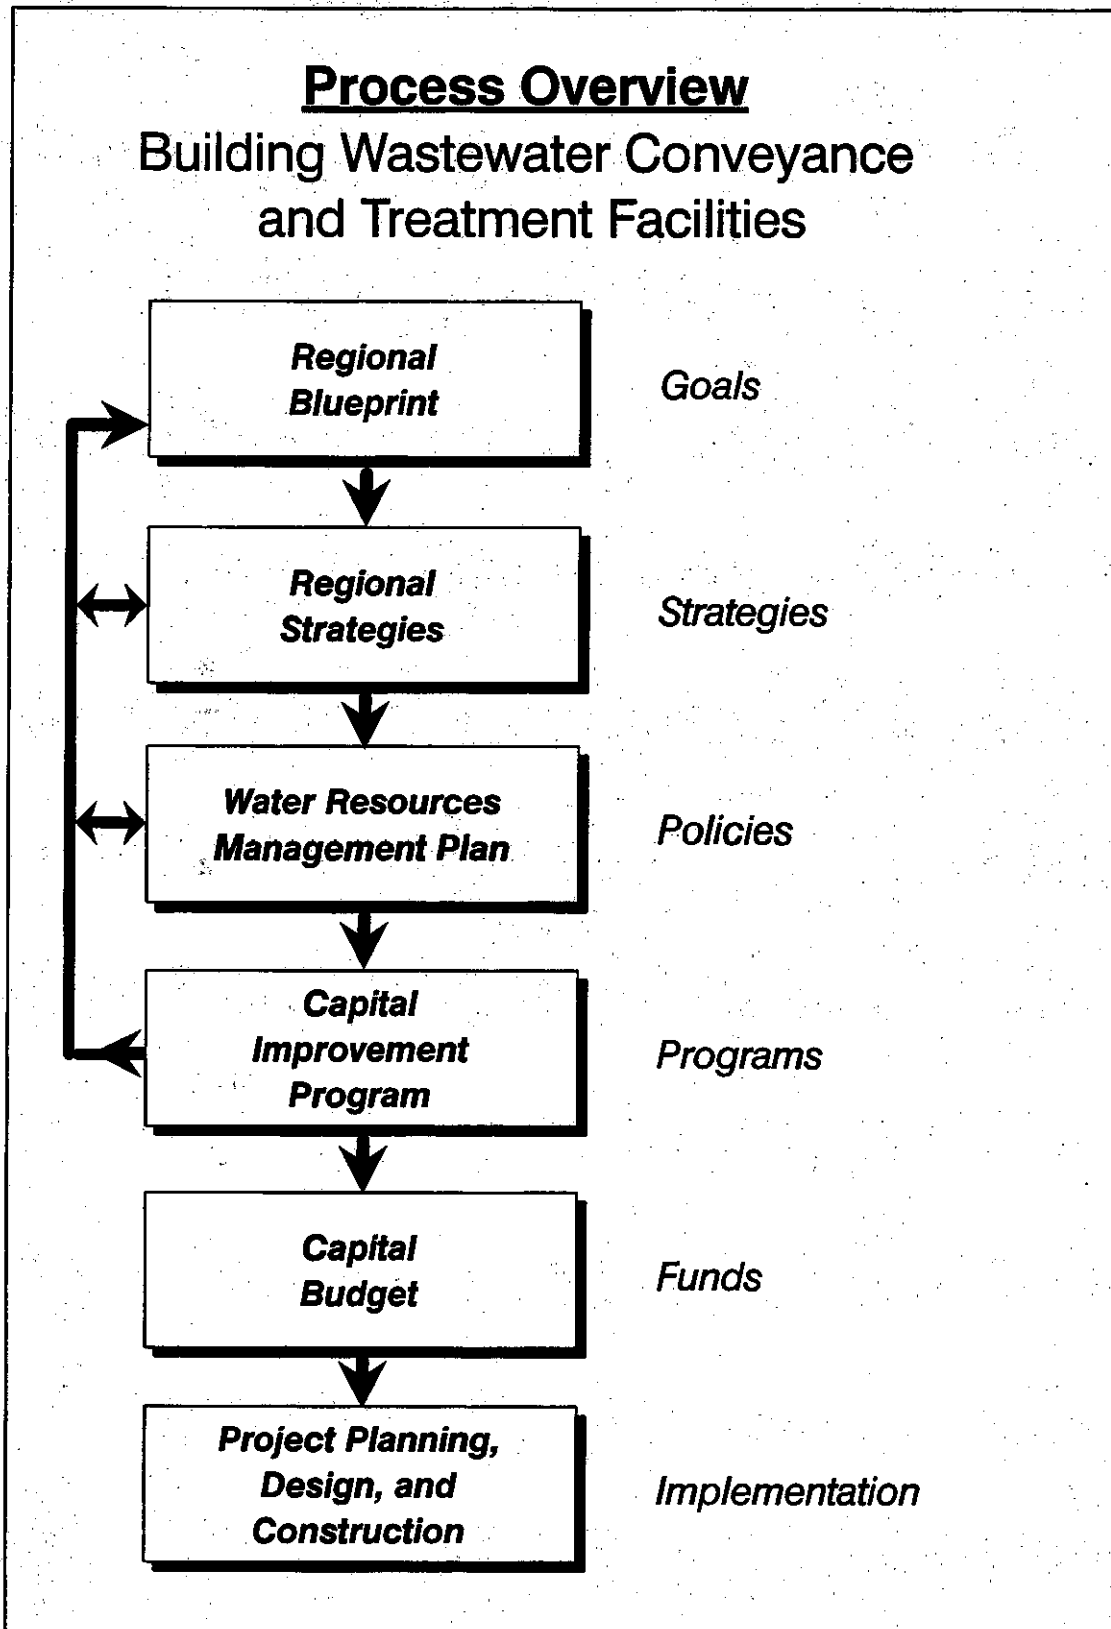 Process Overview
Building Wastewater Conveyance
and Treatment Facilities
Regional
Blueprint
Goals
Regional
Strategies
Strategies
Water Resources
Management Plan
Policies
Capital
Improvement
Program
Programs
Capital
Budget
Funds
Project Planning,
Design, and
Construction
Implementation